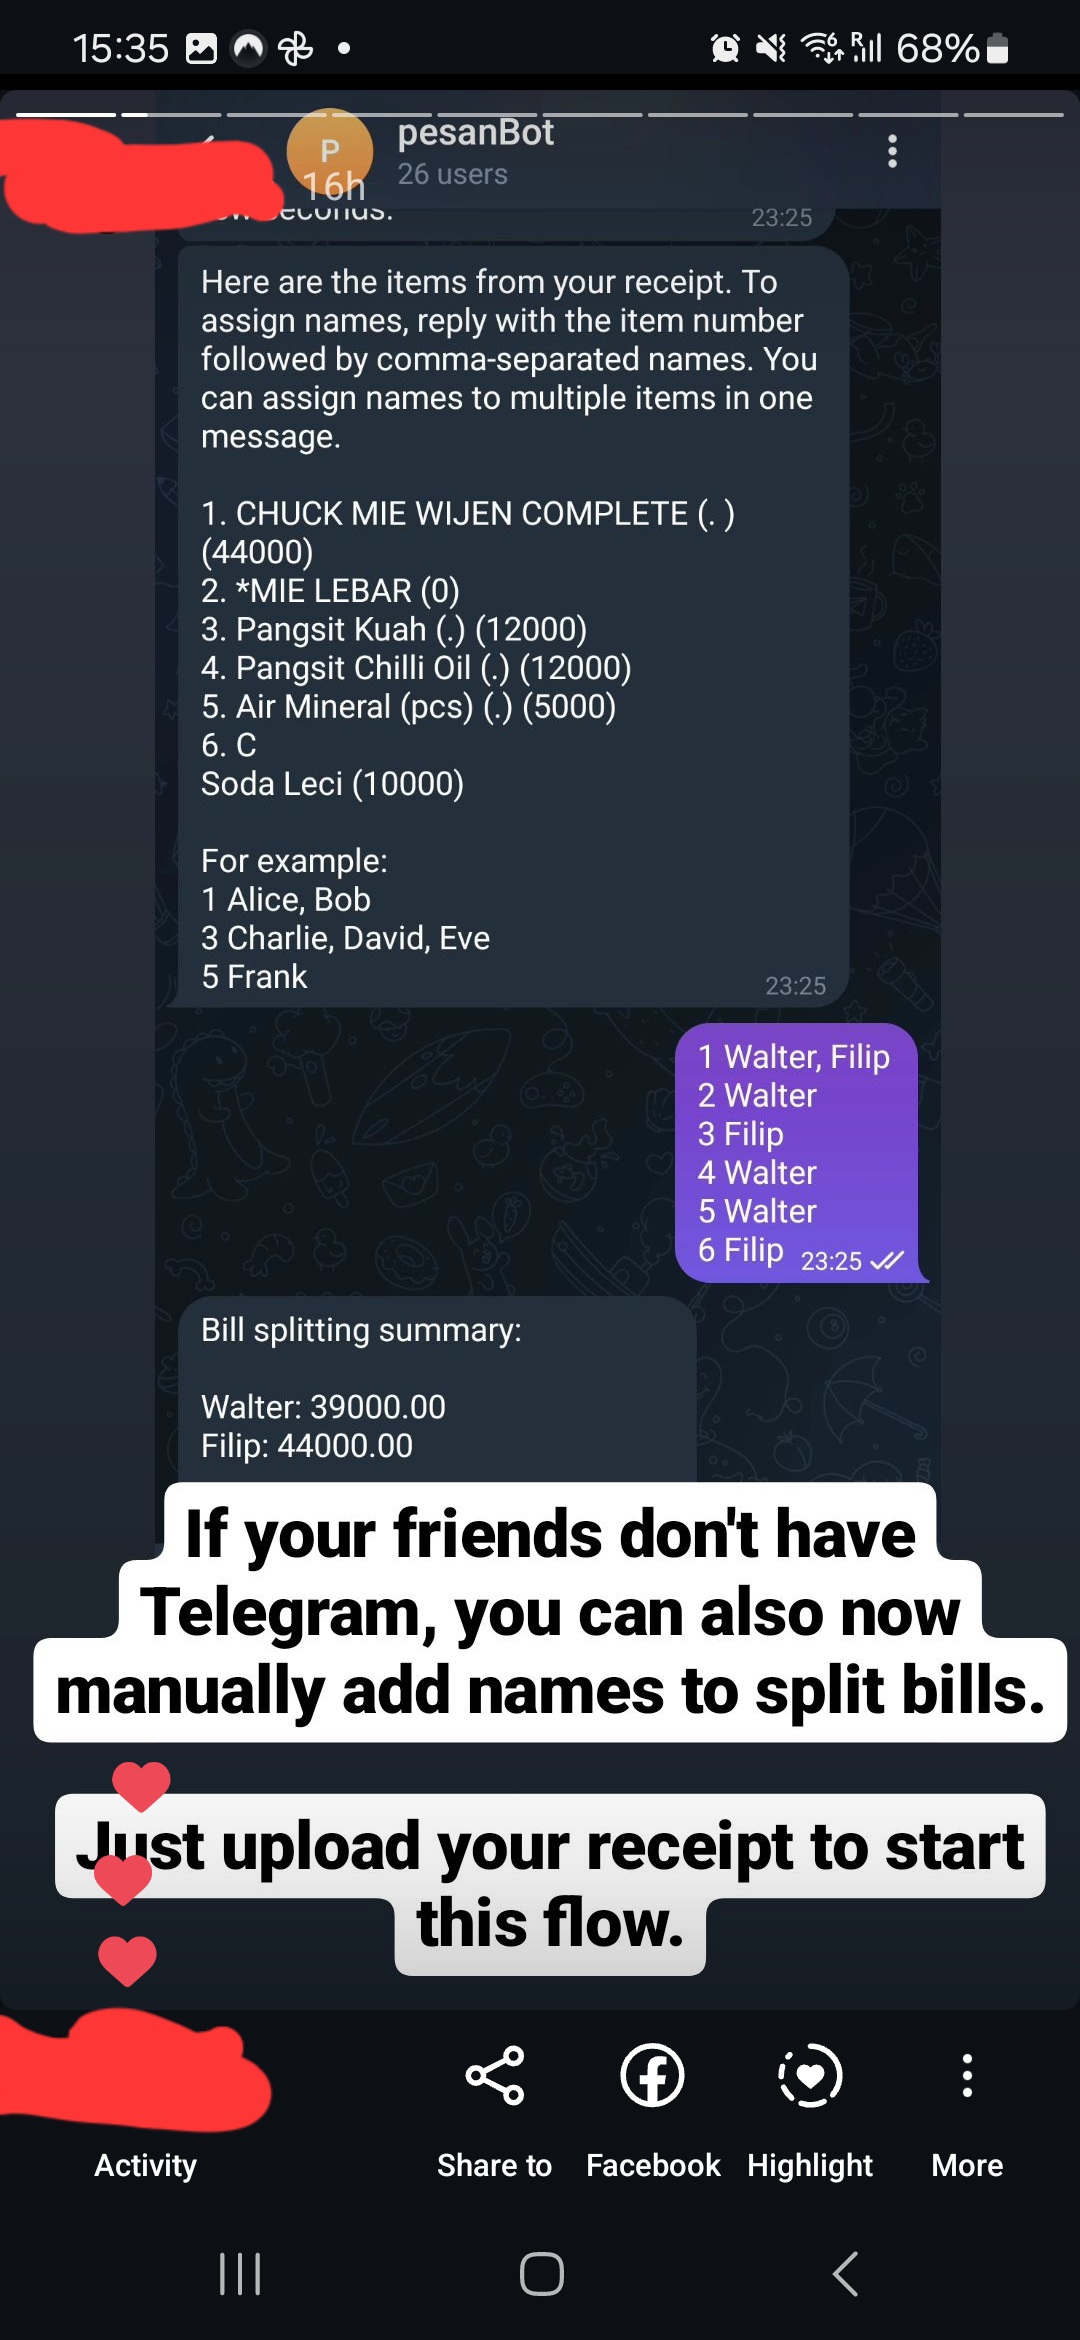 15:35
68%
pesanBot
26 users
16h
23:25
Here are the items from your receipt. To
assign names, reply with the item number
followed by comma-separated names. You
can assign names to multiple items in one
message.
1. CHUCK MIE WIJEN COMPLETE (. )
(44000)
2. *MIE LEBAR (0)
3. Pangsit Kuah (.) (12000)
4. Pangsit Chilli Oil (.) (12000)
5. Air Mineral (pcs) (.) (5000)
6. C
Soda Leci (10000)
For example:
1 Alice, Bob
3 Charlie, David, Eve
5 Frank
23:25
1 Walter, Filip
2 Walter
3 Filip
4 Walter
5 Walter
6 Filip 23:25
Bill splitting summary:
Walter: 39000.00
Filip: 44000.00
If your friends don't have
Telegram, you can also now
manually add names to split bills.
Just upload your receipt to start
this flow.
Activity
Share to
Facebook
Highlight
More